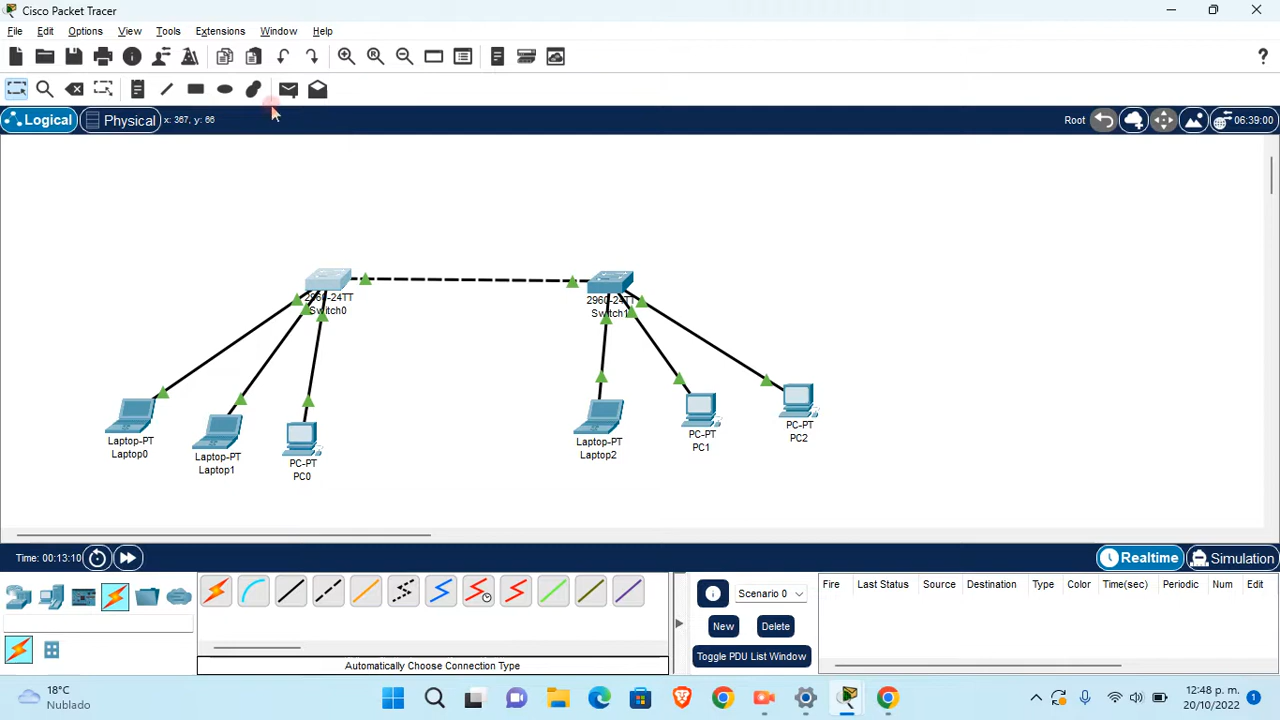 Cisco Packet Tracer
File Edit Options View Tools Extensions Window Help
?
Logical Physical x: 367, y: 66 Root 06:39:00
2960-24TT
Switch0
2960-24TT
Switch1
Laptop-PT
Laptop0
Laptop-PT
Laptop1
PC-PT
PC0
Laptop-PT
Laptop2
PC-PT
PC1
PC-PT
PC2
Time: 00:13:10 Realtime Simulation
Scenario 0
New Delete
Toggle PDU List Window
Fire Last Status Source Destination Type Color Time(sec) Periodic Num Edit
Automatically Choose Connection Type
18°C
Nublado
12:48 p. m.
20/10/2022
1